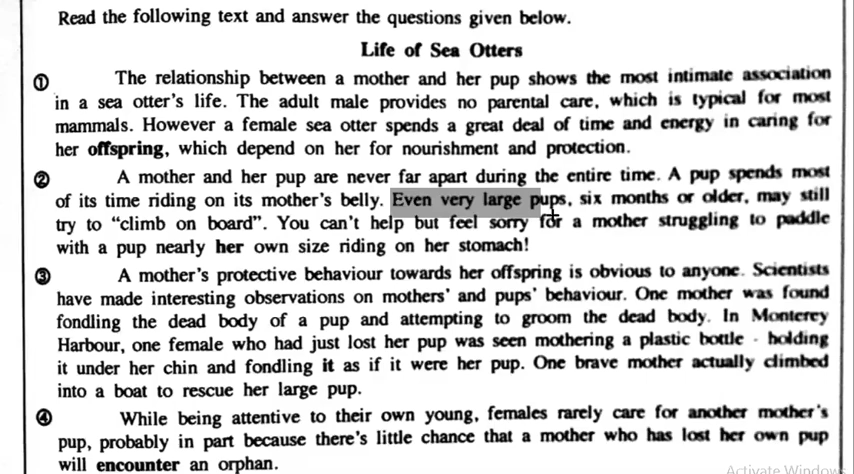 Read the following text and answer the questions given below.
Life of Sea Otters
① The relationship between a mother and her pup shows the most intimate association
in a sea otter's life. The adult male provides no parental care, which is typical for most
mammals. However a female sea otter spends a great deal of time and energy in caring for
her offspring, which depend on her for nourishment and protection.
② A mother and her pup are never far apart during the entire time. A pup spends most
of its time riding on its mother's belly. Even very large pups, six months or older, may still
try to "climb on board". You can't help but feel sorry for a mother struggling to paddle
with a pup nearly her own size riding on her stomach!
③ A mother's protective behaviour towards her offspring is obvious to anyone. Scientists
have made interesting observations on mothers' and pups' behaviour. One mother was found
fondling the dead body of a pup and attempting to groom the dead body. In Monterey
Harbour, one female who had just lost her pup was seen mothering a plastic bottle - holding
it under her chin and fondling it as if it were her pup. One brave mother actually climbed
into a boat to rescue her large pup.
④ While being attentive to their own young, females rarely care for another mother's
pup, probably in part because there's little chance that a mother who has lost her own pup
will encounter an orphan.
Activate Windows